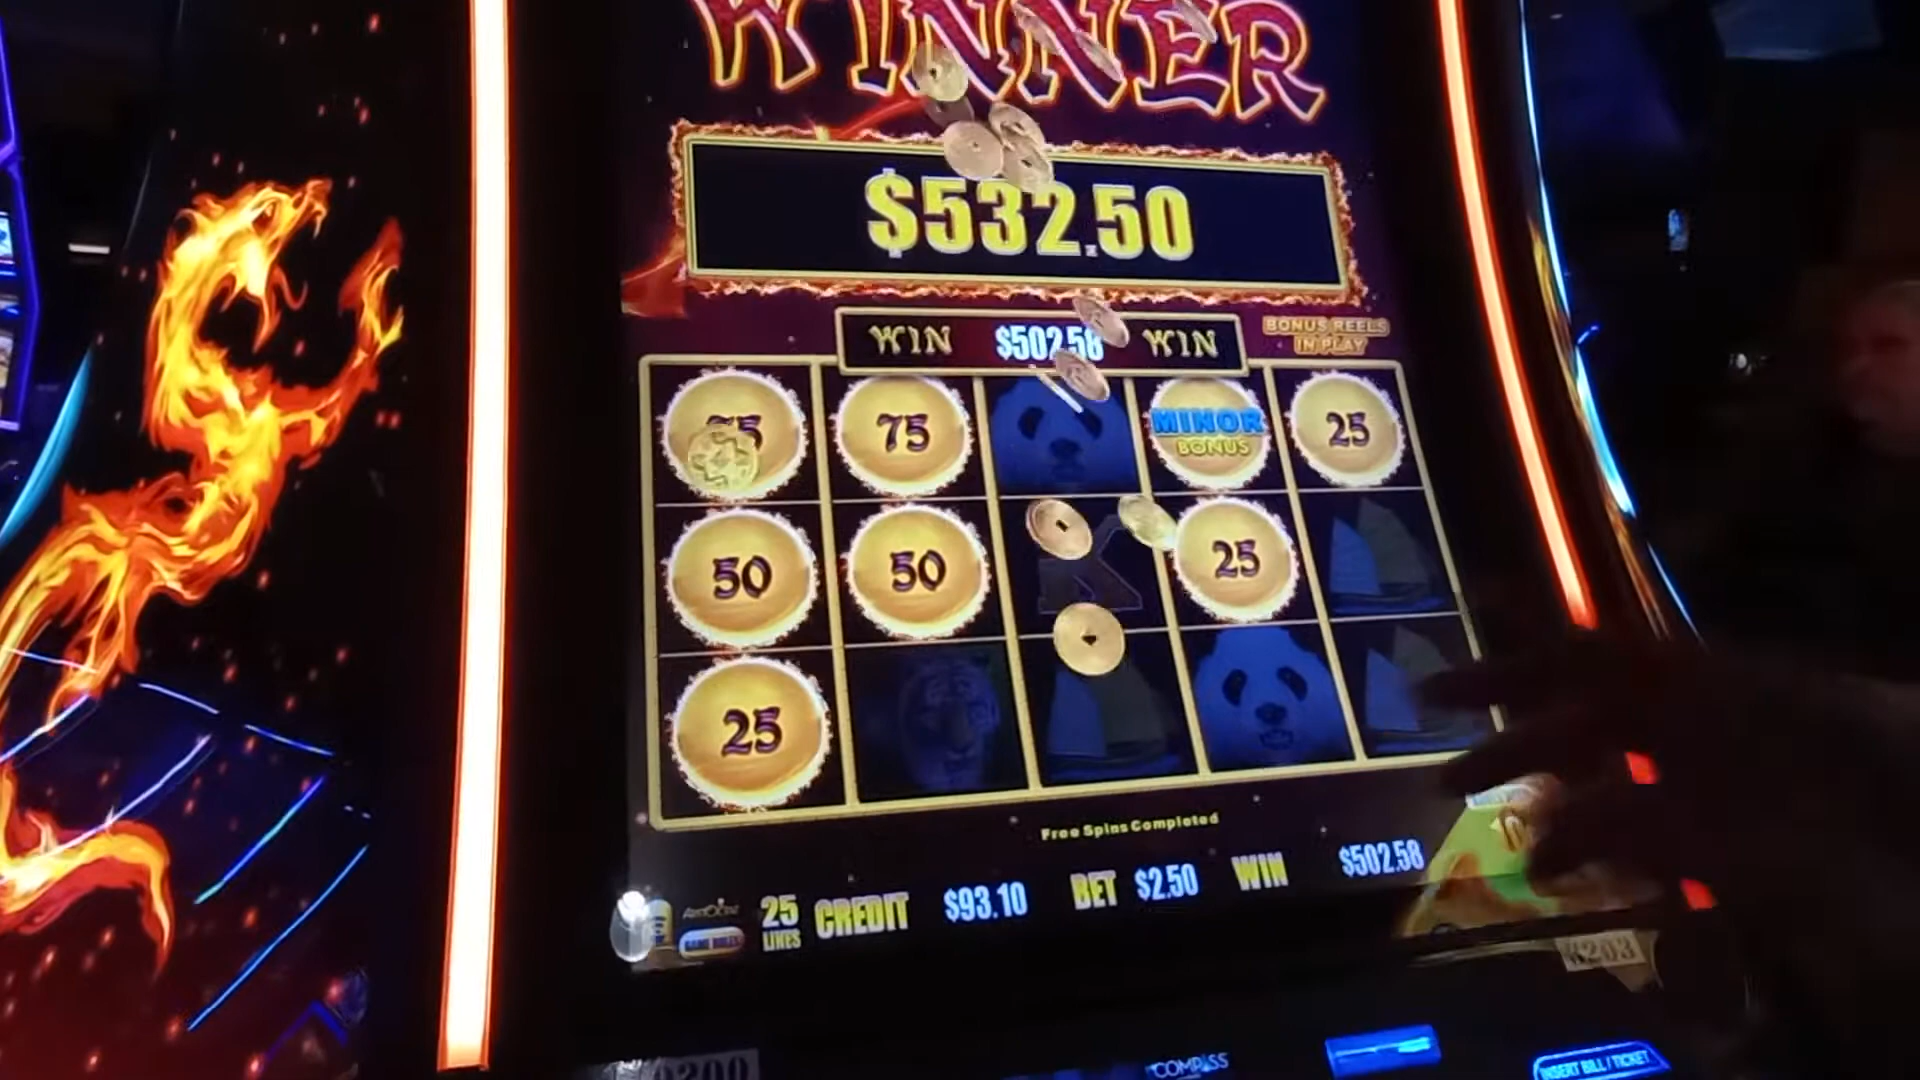 WINNER
$532.50
WIN $502.58 WIN
BONUS REELS
IN PLAY
75 75 MINOR
BONUS 25
50 50 25
25
Free Spins Completed
25
LINES CREDIT $93.10 BET $2.50 WIN $502.58
GAME RULES
COMPASS
INSERT BILL / TICKET